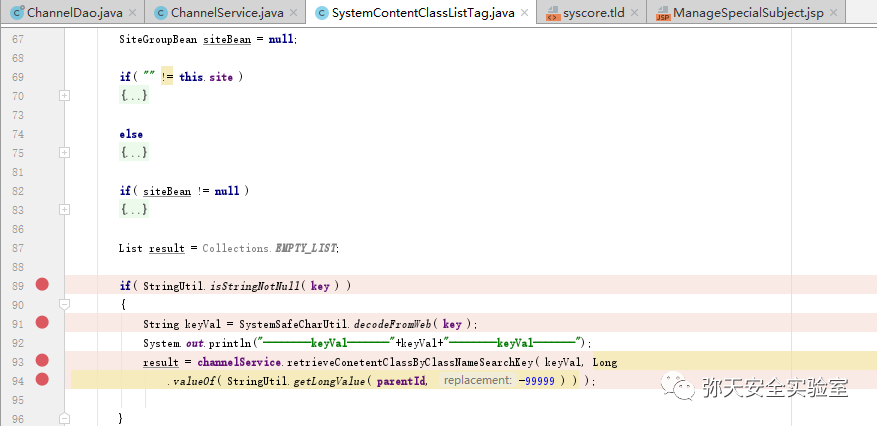 ChannelDao.java × ChannelService.java × SystemContentClassListTag.java × syscore.tld × ManageSpecialSubject.jsp ×
67 SiteGroupBean siteBean = null;
68
69 if( "" != this.site )
70 {...}
73
74 else
75 {...}
81
82 if( siteBean != null )
83 {...}
86
87 List result = Collections.EMPTY_LIST;
88
89 if( StringUtil.isStringNotNull( key ) )
90 {
91 String keyVal = SystemSafeCharUtil.decodeFromWeb( key );
92 System.out.println("————————keyVal———————"+keyVal+"————————keyVal———————");
93 result = channelService.retrieveConetentClassByClassNameSearchKey( keyVal, Long
94 .valueOf( StringUtil.getLongValue( parentId, replacement: -99999 ) ) );
95
96 }
弥天安全实验室